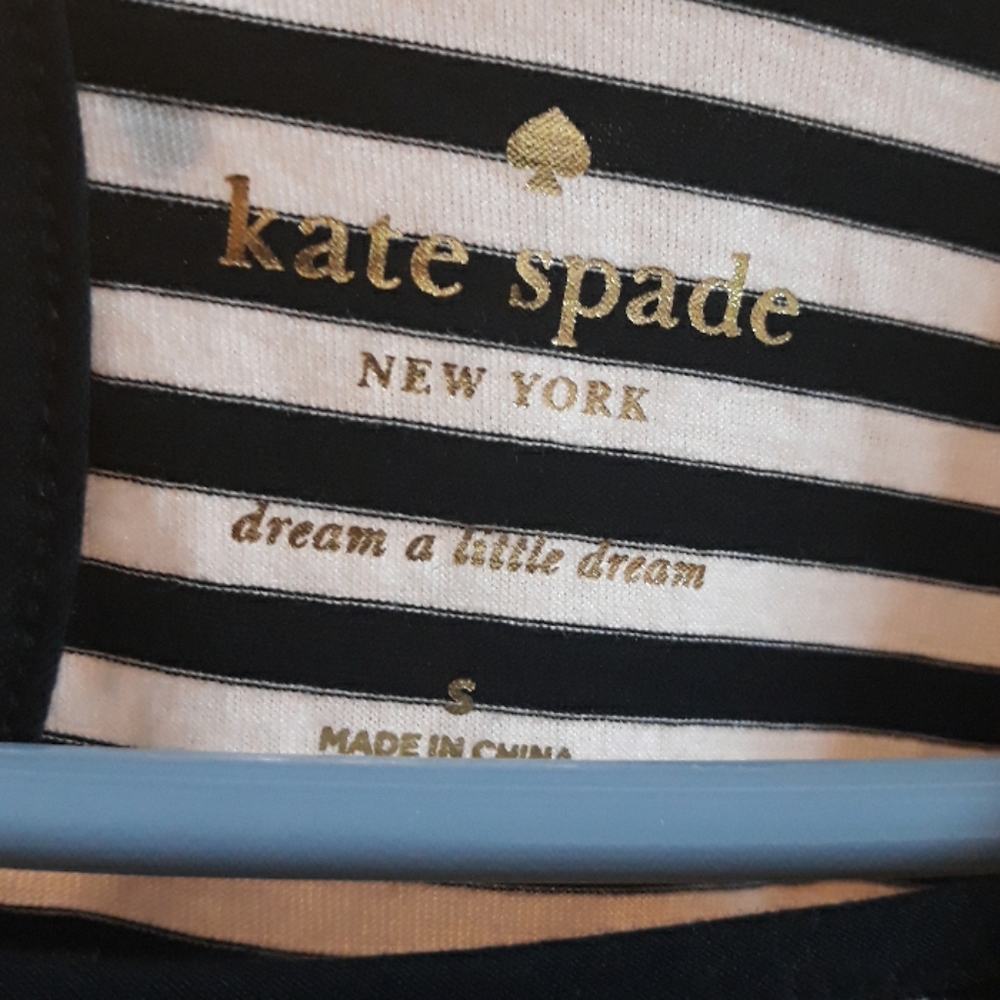 kate spade
NEW YORK
dream a little dream
S
MADE IN CHINA